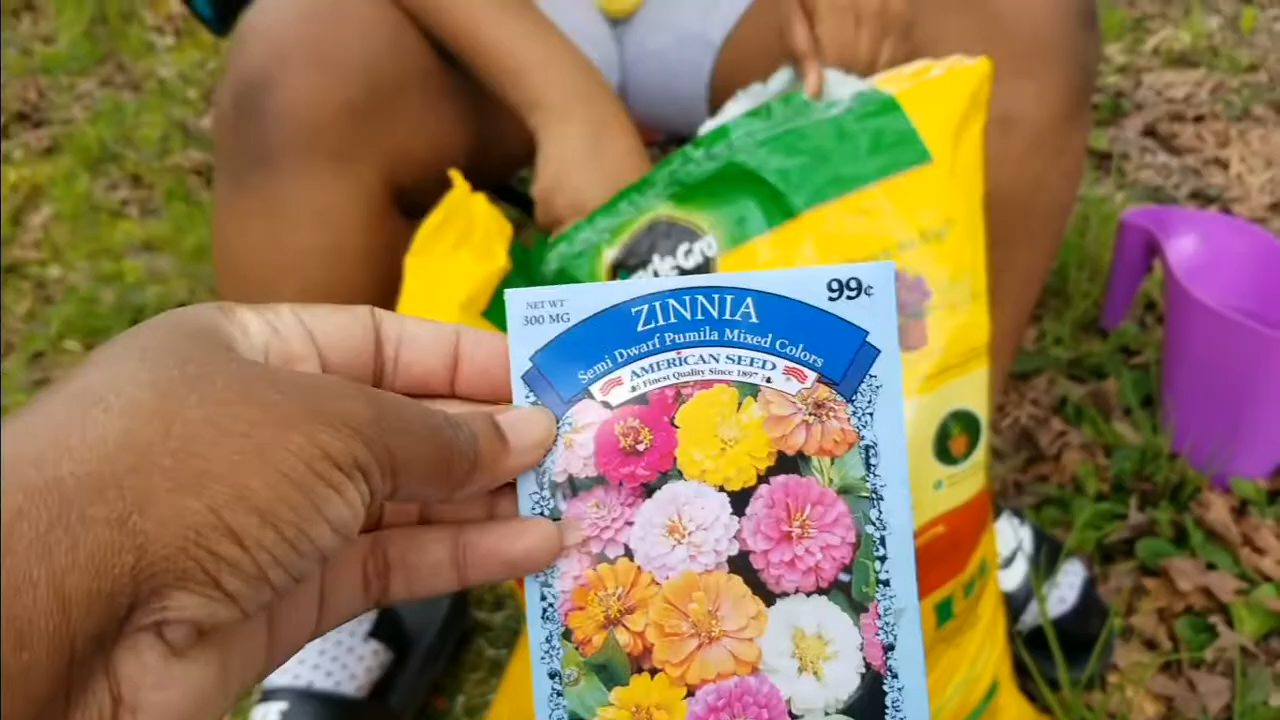 NET WT
300 MG
99¢
ZINNIA
Semi Dwarf Pumila Mixed Colors
AMERICAN SEED
Finest Quality Since 1897